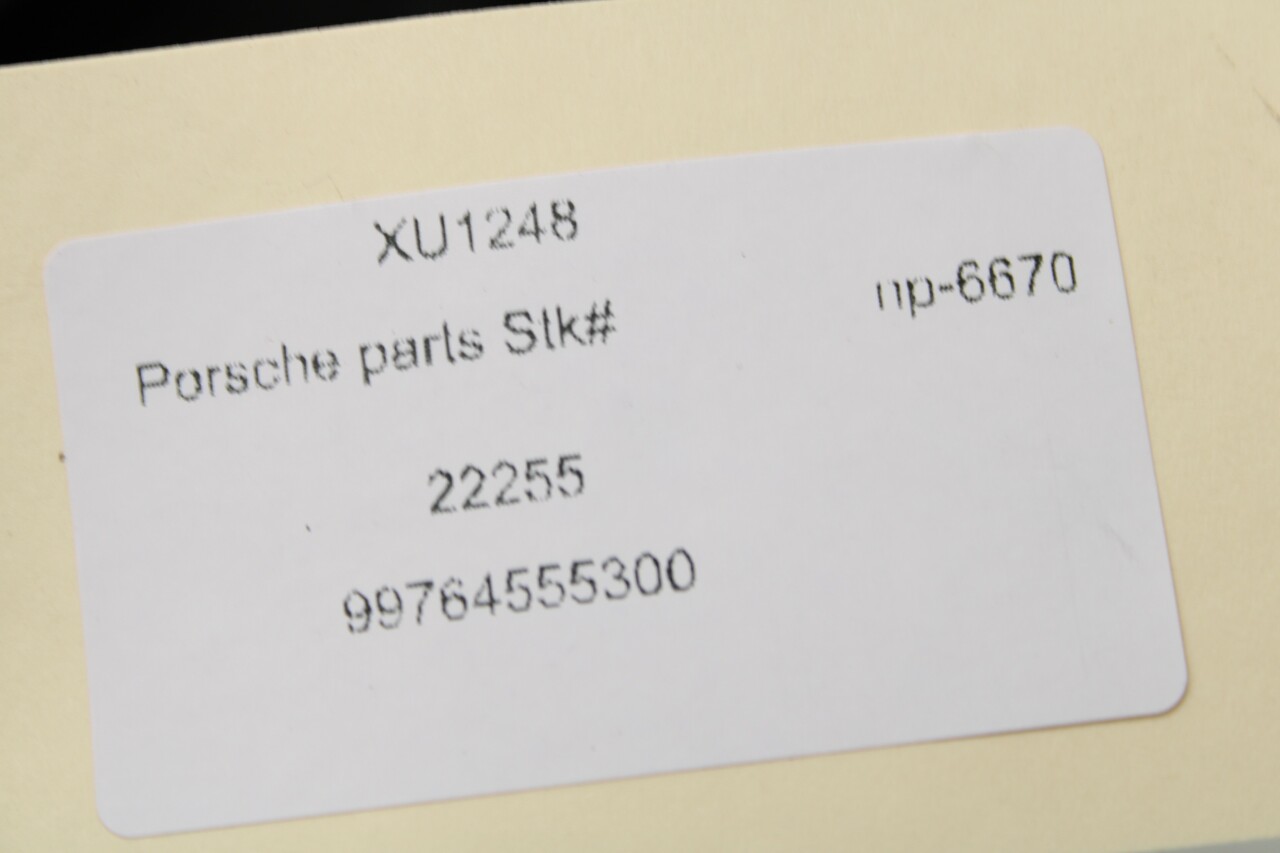 XU1248
np-6670
Porsche parts Stk#
22255
99764555300